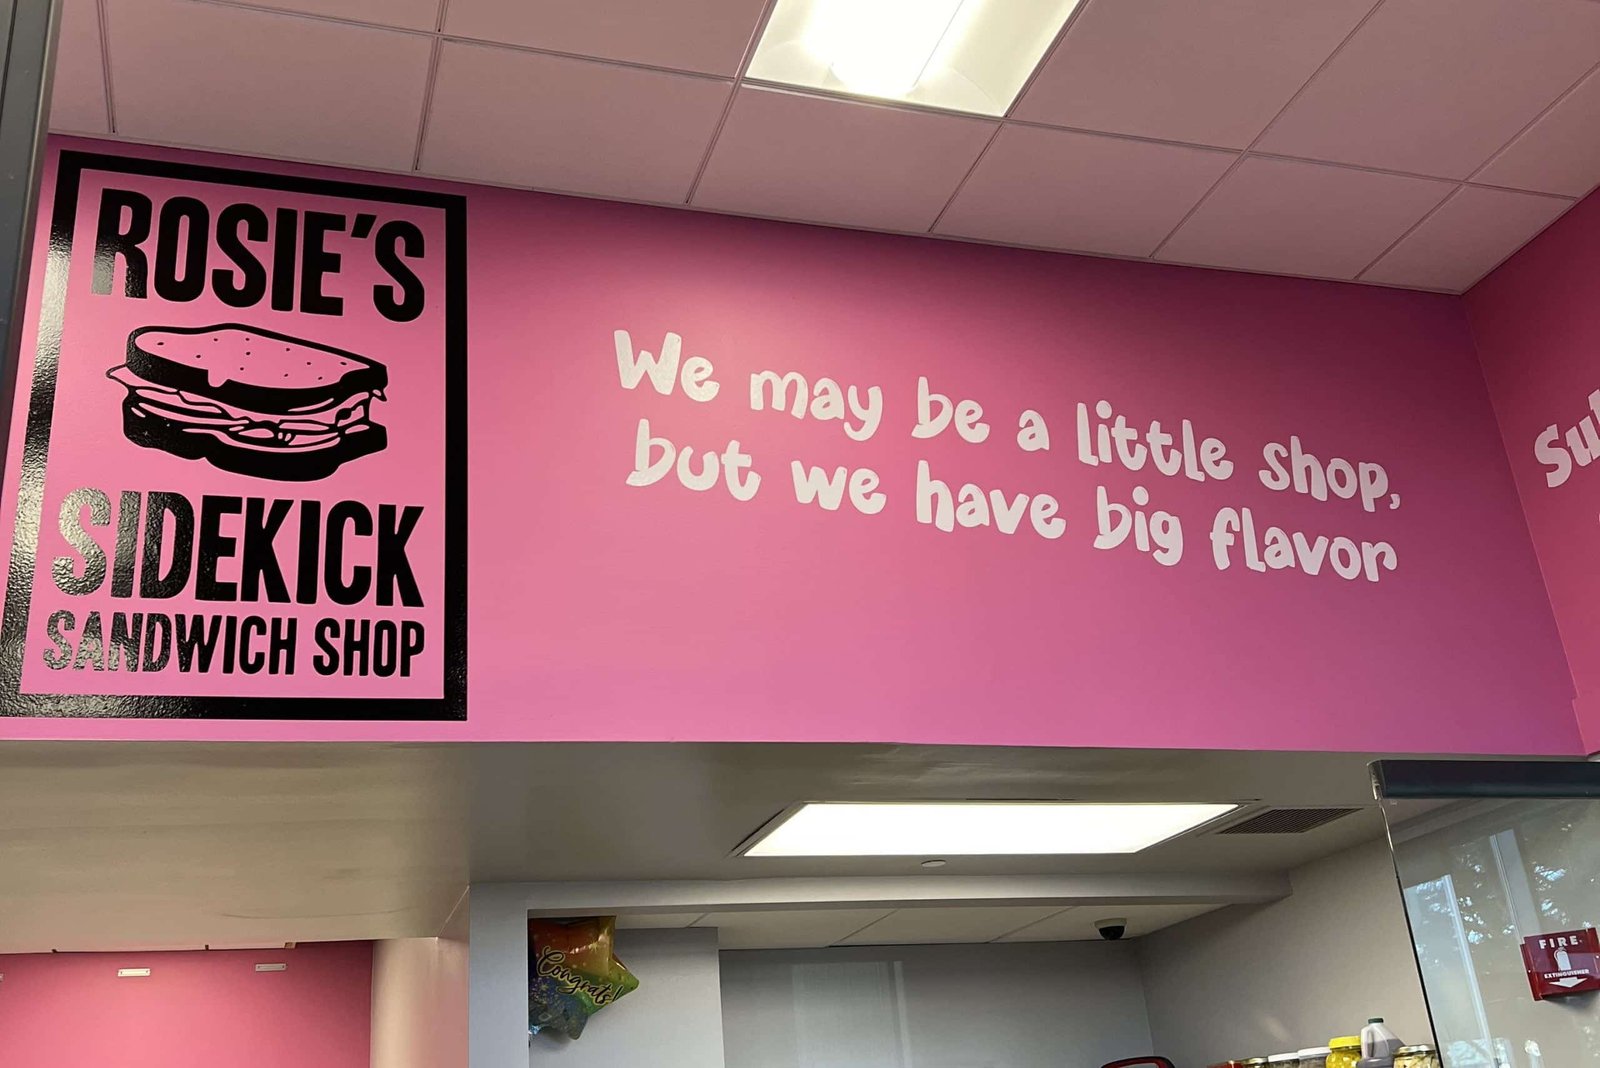 ROSIE'S
SIDEKICK
SANDWICH SHOP
We may be a little shop,
but we have big flavor
Congrats!
FIRE
EXTINGUISHER